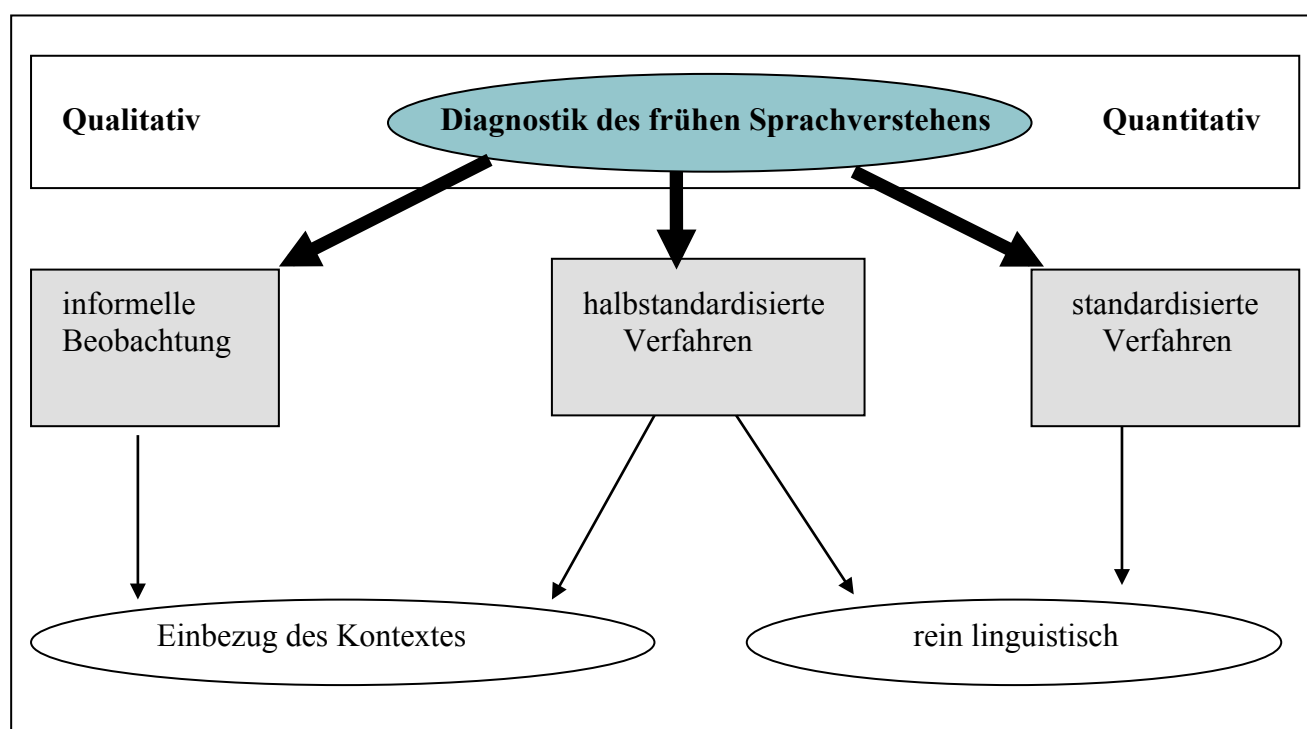 Qualitativ Diagnostik des frühen Sprachverstehens Quantitativ
informelle
Beobachtung
halbstandardisierte
Verfahren
standardisierte
Verfahren
Einbezug des Kontextes
rein linguistisch